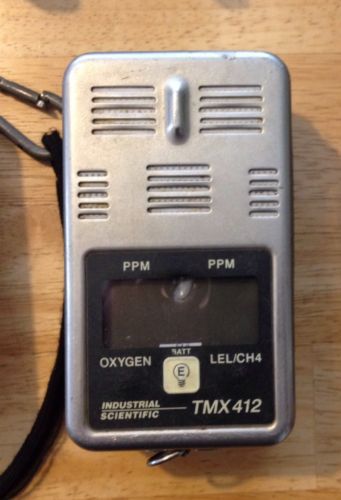 PPM PPM
BATT
OXYGEN LEL/CH4
E
INDUSTRIAL
SCIENTIFIC TMX412